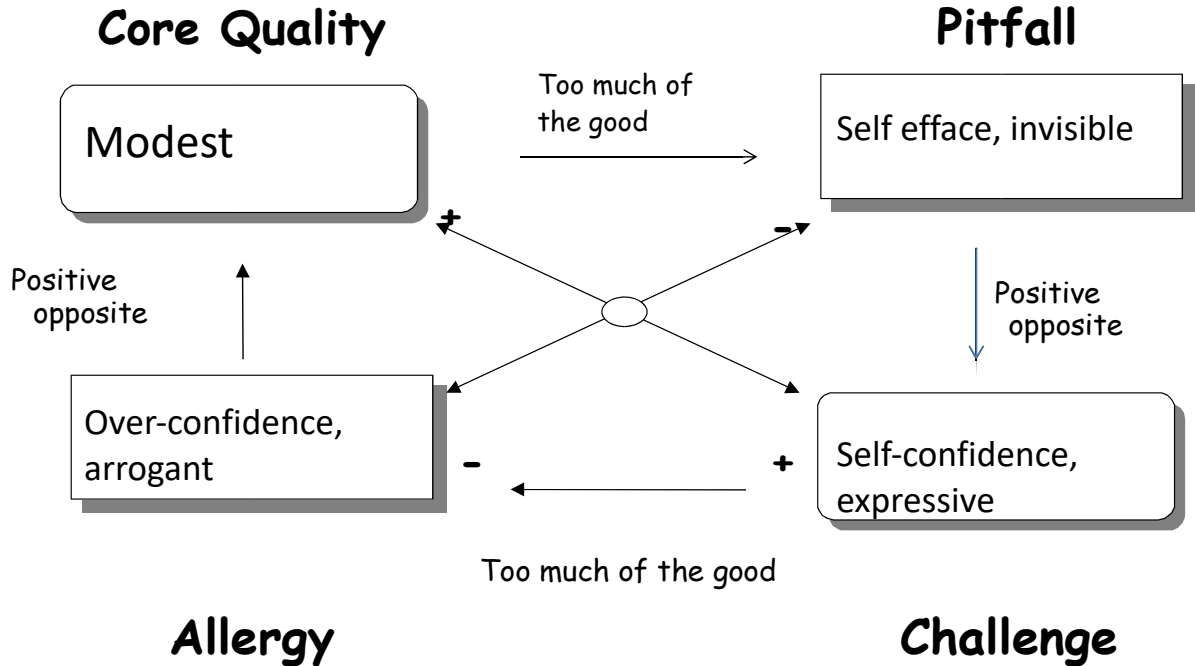 Core Quality
Pitfall
Modest
Too much of
the good
Self efface, invisible
+
-
Positive
opposite
Positive
opposite
Over-confidence,
arrogant
-
+
Self-confidence,
expressive
Too much of the good
Allergy
Challenge